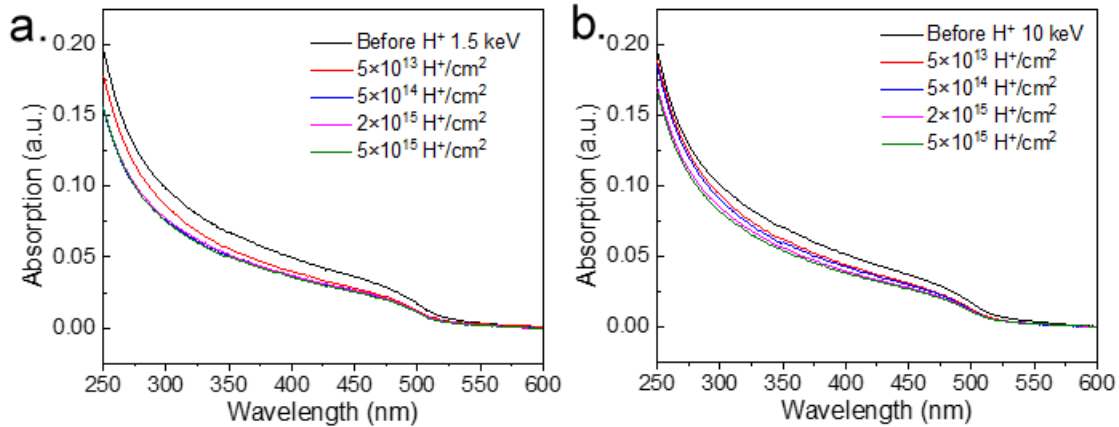 a.
Before H⁺ 1.5 keV
5×10¹³ H⁺/cm²
5×10¹⁴ H⁺/cm²
2×10¹⁵ H⁺/cm²
5×10¹⁵ H⁺/cm²
Absorption (a.u.)
0.20
0.15
0.10
0.05
0.00
250 300 350 400 450 500 550 600
Wavelength (nm)
b.
Before H⁺ 10 keV
5×10¹³ H⁺/cm²
5×10¹⁴ H⁺/cm²
2×10¹⁵ H⁺/cm²
5×10¹⁵ H⁺/cm²
Absorption (a.u.)
0.20
0.15
0.10
0.05
0.00
250 300 350 400 450 500 550 600
Wavelength (nm)